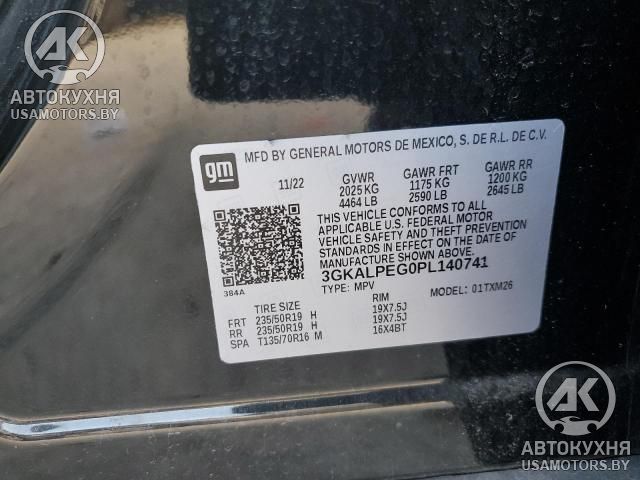 AK
АВТОКУХНЯ
USAMOTORS.BY
gm
MFD BY GENERAL MOTORS DE MEXICO, S. DE R.L. DE C.V.
11/22
GVWR GAWR FRT GAWR RR
2025 KG 1175 KG 1200 KG
4464 LB 2590 LB 2645 LB
THIS VEHICLE CONFORMS TO ALL
APPLICABLE U.S. FEDERAL MOTOR
VEHICLE SAFETY AND THEFT PREVENTION
STANDARDS IN EFFECT ON THE DATE OF
MANUFACTURE SHOWN ABOVE.
3GKALPEG0PL140741
TYPE: MPV MODEL: 01TXM26
384A
TIRE SIZE RIM
FRT 235/50R19 H 19X7.5J
RR 235/50R19 H 19X7.5J
SPA T135/70R16 M 16X4BT
AK
АВТОКУХНЯ
USAMOTORS.BY